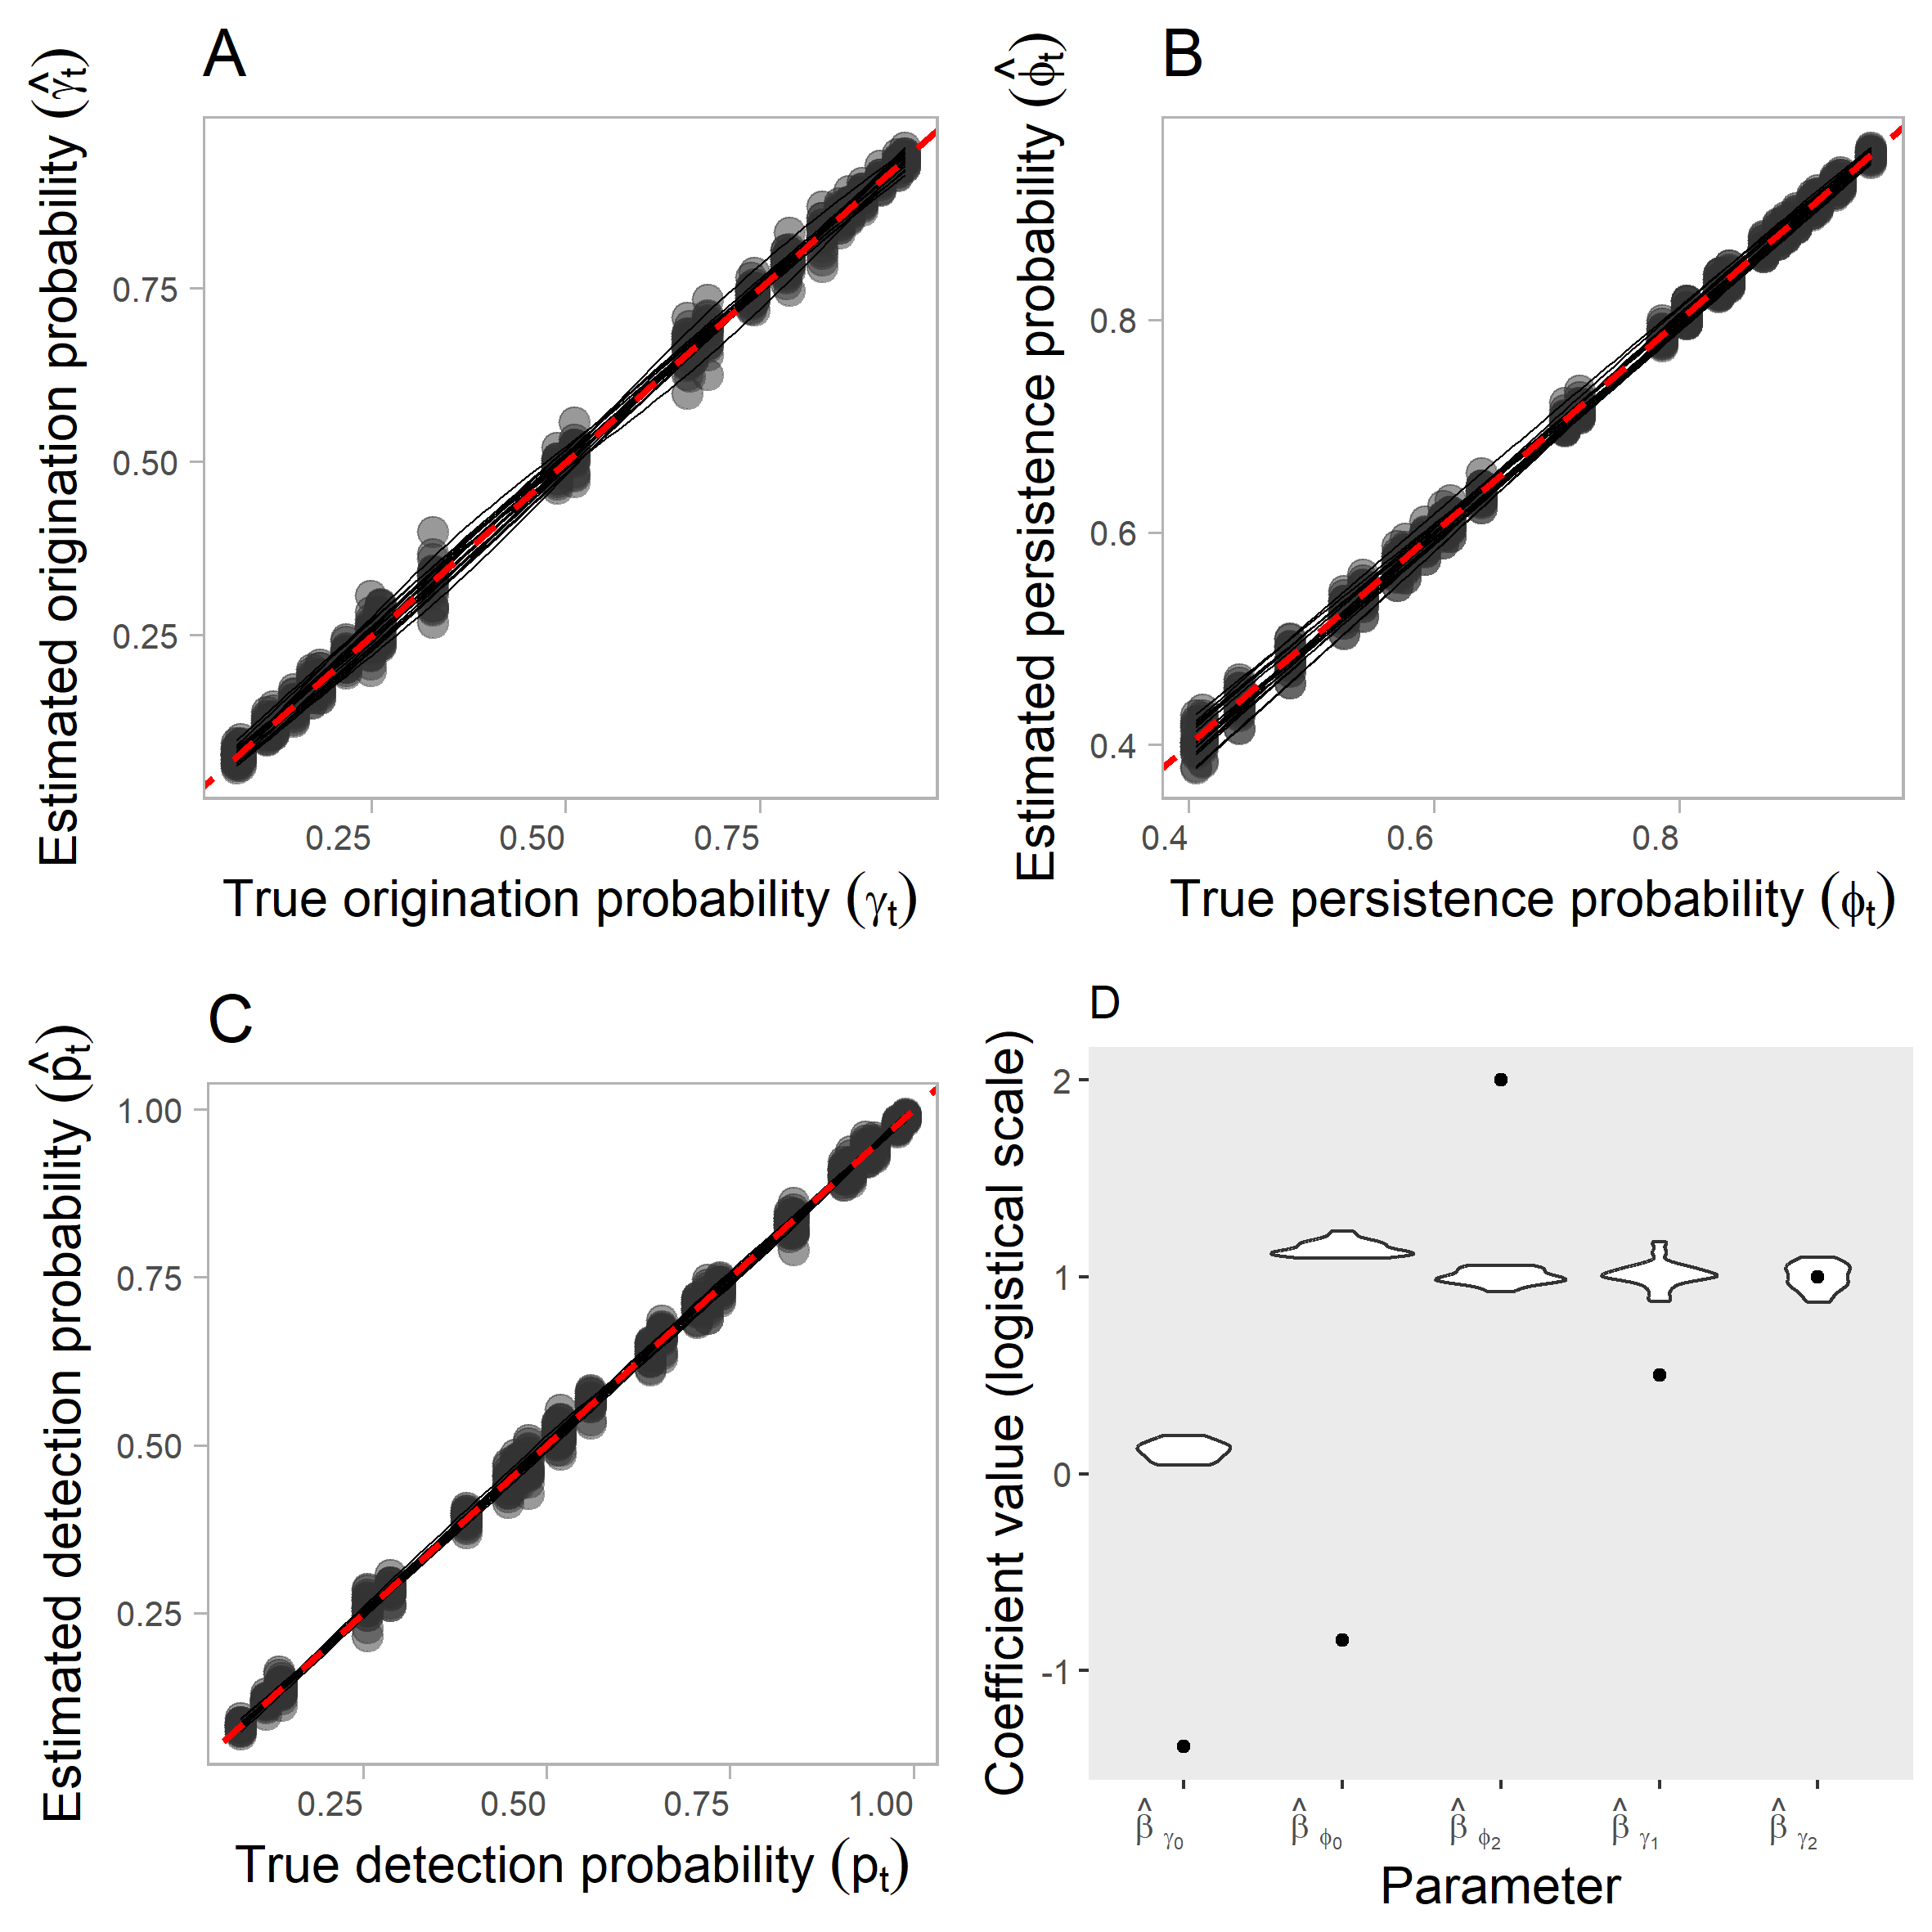 A
Estimated origination probability (γ̂t)
0.75
0.50
0.25
0.25 0.50 0.75
True origination probability (γt)
B
Estimated persistence probability (ϕ̂t)
0.8
0.6
0.4
0.4 0.6 0.8
True persistence probability (ϕt)
C
Estimated detection probability (p̂t)
1.00
0.75
0.50
0.25
0.25 0.50 0.75 1.00
True detection probability (pt)
D
Coefficient value (logistical scale)
2
1
0
-1
β̂ γ0 β̂ ϕ0 β̂ ϕ2 β̂ γ1 β̂ γ2
Parameter